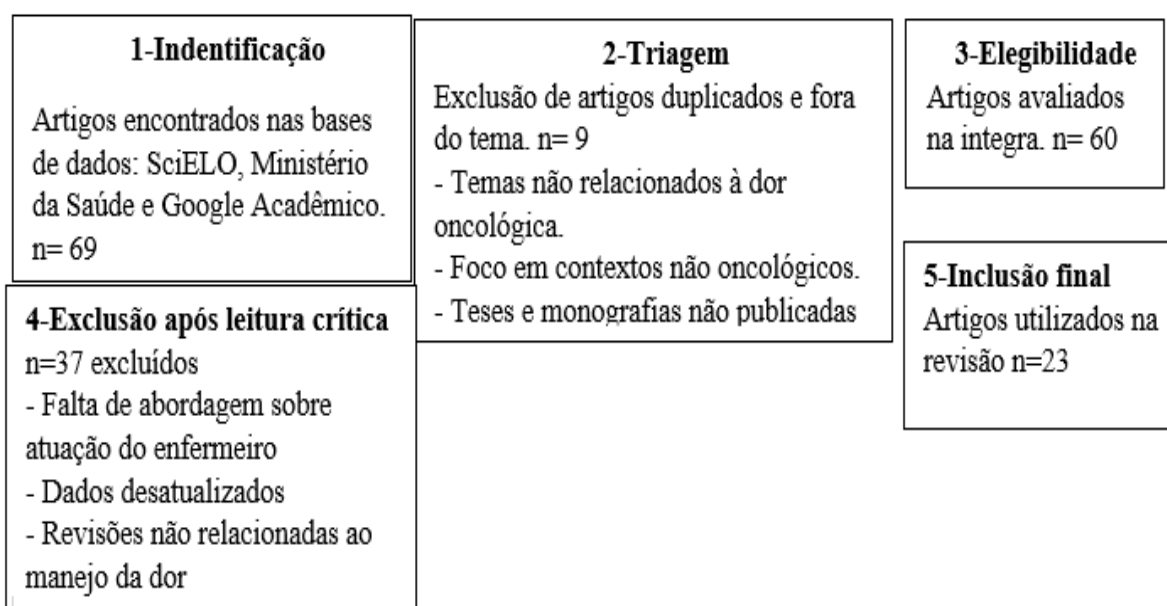 1-Indentificação
Artigos encontrados nas bases
de dados: SciELO, Ministério
da Saúde e Google Acadêmico.
n= 69
2-Triagem
Exclusão de artigos duplicados e fora
do tema. n= 9
- Temas não relacionados à dor
oncológica.
- Foco em contextos não oncológicos.
- Teses e monografias não publicadas
3-Elegibilidade
Artigos avaliados
na integra. n= 60
4-Exclusão após leitura crítica
n=37 excluídos
- Falta de abordagem sobre
atuação do enfermeiro
- Dados desatualizados
- Revisões não relacionadas ao
manejo da dor
5-Inclusão final
Artigos utilizados na
revisão n=23